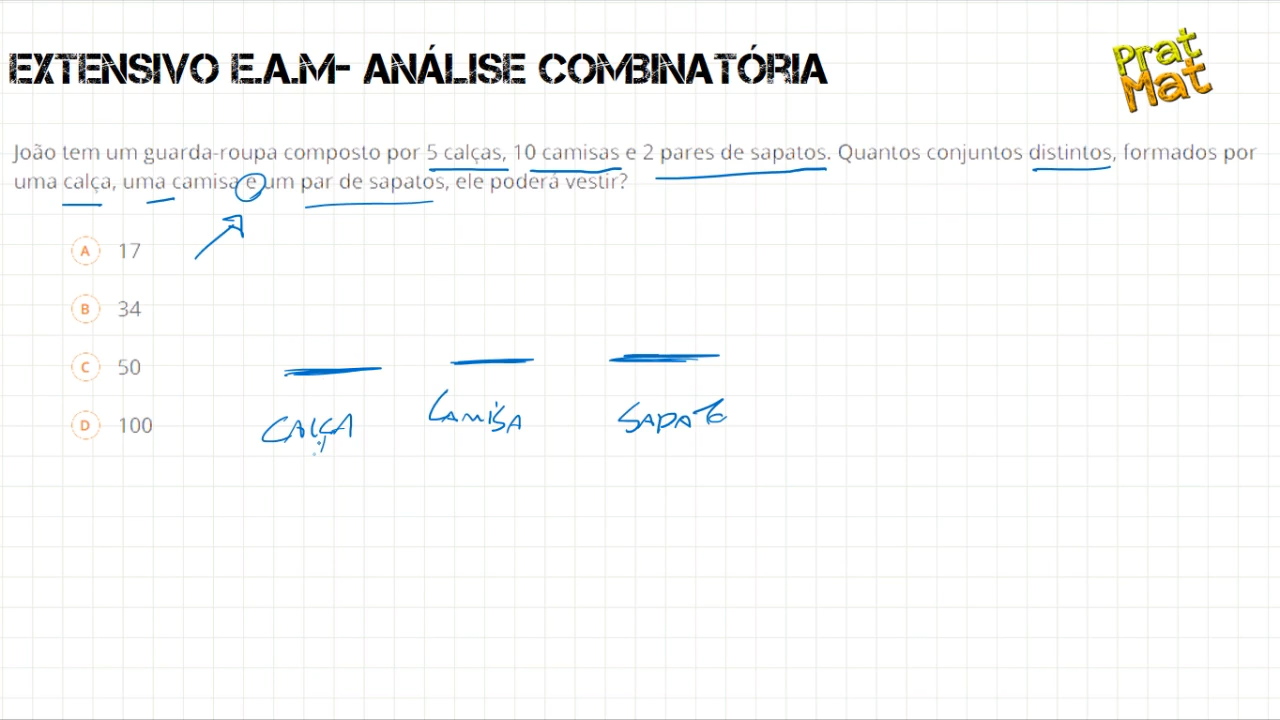 EXTENSIVO E.A.M- ANÁLISE COMBINATÓRIA
Prat
Mat
João tem um guarda-roupa composto por 5 calças, 10 camisas e 2 pares de sapatos. Quantos conjuntos distintos, formados por
uma calça, uma camisa e um par de sapatos, ele poderá vestir?
A 17
B 34
C 50
D 100
CALÇA CAMISA SAPATO